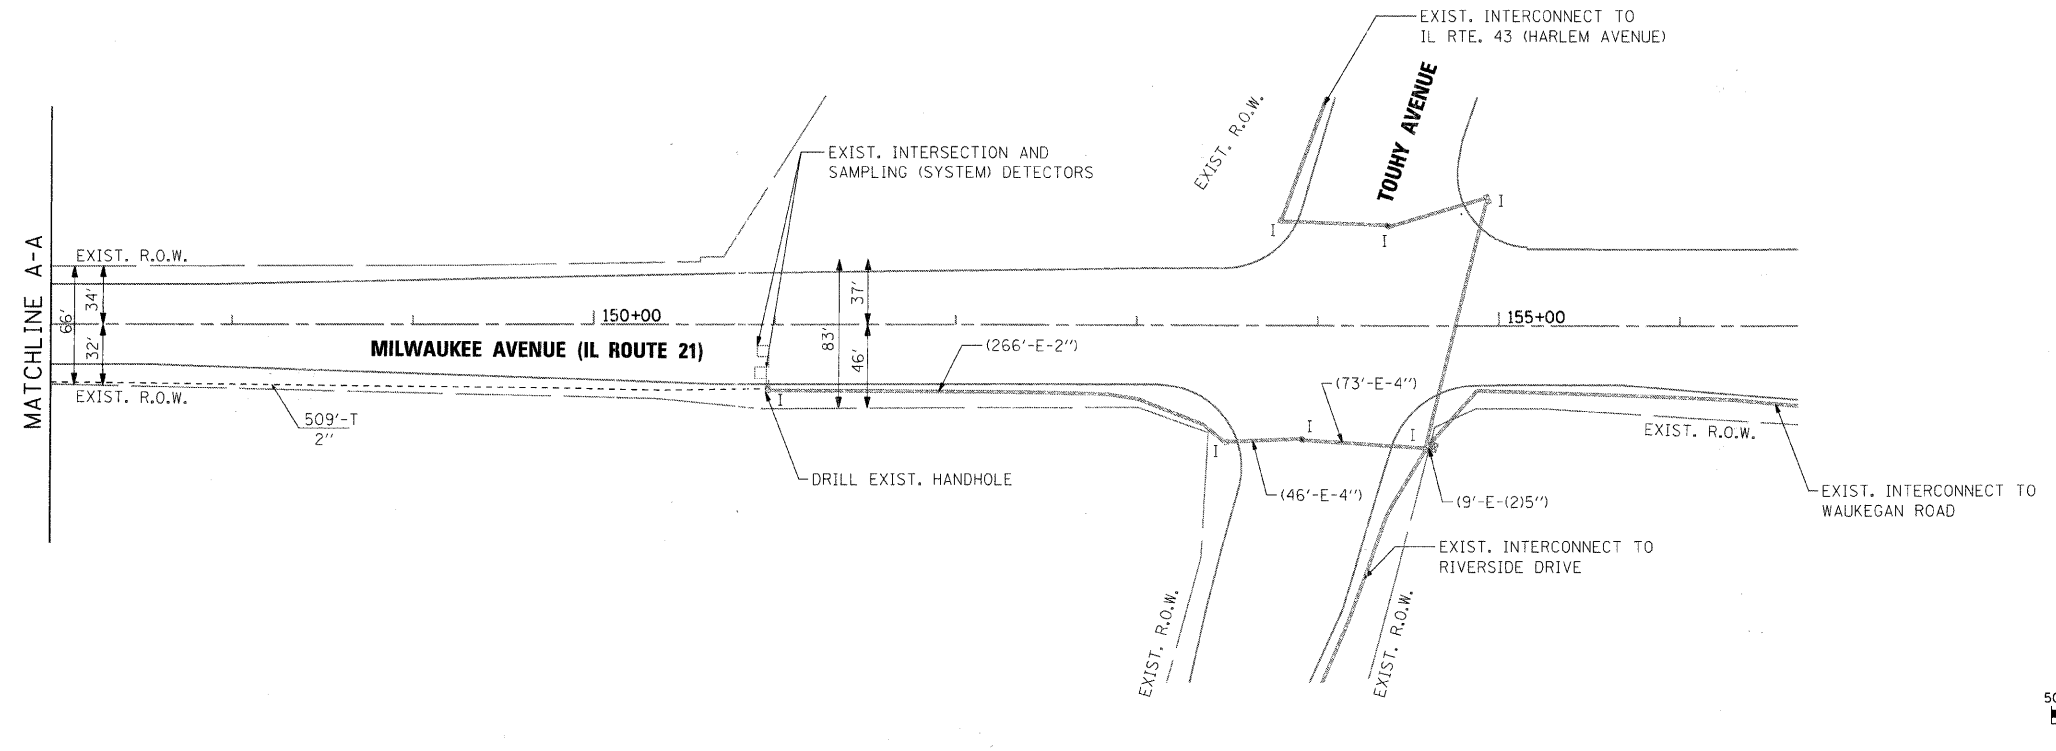 EXIST. INTERCONNECT TO
IL RTE. 43 (HARLEM AVENUE)
TOUHY AVENUE
EXIST. R.O.W.
EXIST. INTERSECTION AND
SAMPLING (SYSTEM) DETECTORS
I
I
I
MATCHLINE A-A
EXIST. R.O.W.
66'
34'
32'
83'
37'
46'
150+00
155+00
MILWAUKEE AVENUE (IL ROUTE 21)
(266'-E-2")
(73'-E-4")
EXIST. R.O.W.
I
509'-T
2"
I
I
I
EXIST. R.O.W.
DRILL EXIST. HANDHOLE
(46'-E-4")
(9'-E-(2)5")
EXIST. INTERCONNECT TO
WAUKEGAN ROAD
EXIST. INTERCONNECT TO
RIVERSIDE DRIVE
EXIST. R.O.W.
EXIST. R.O.W.